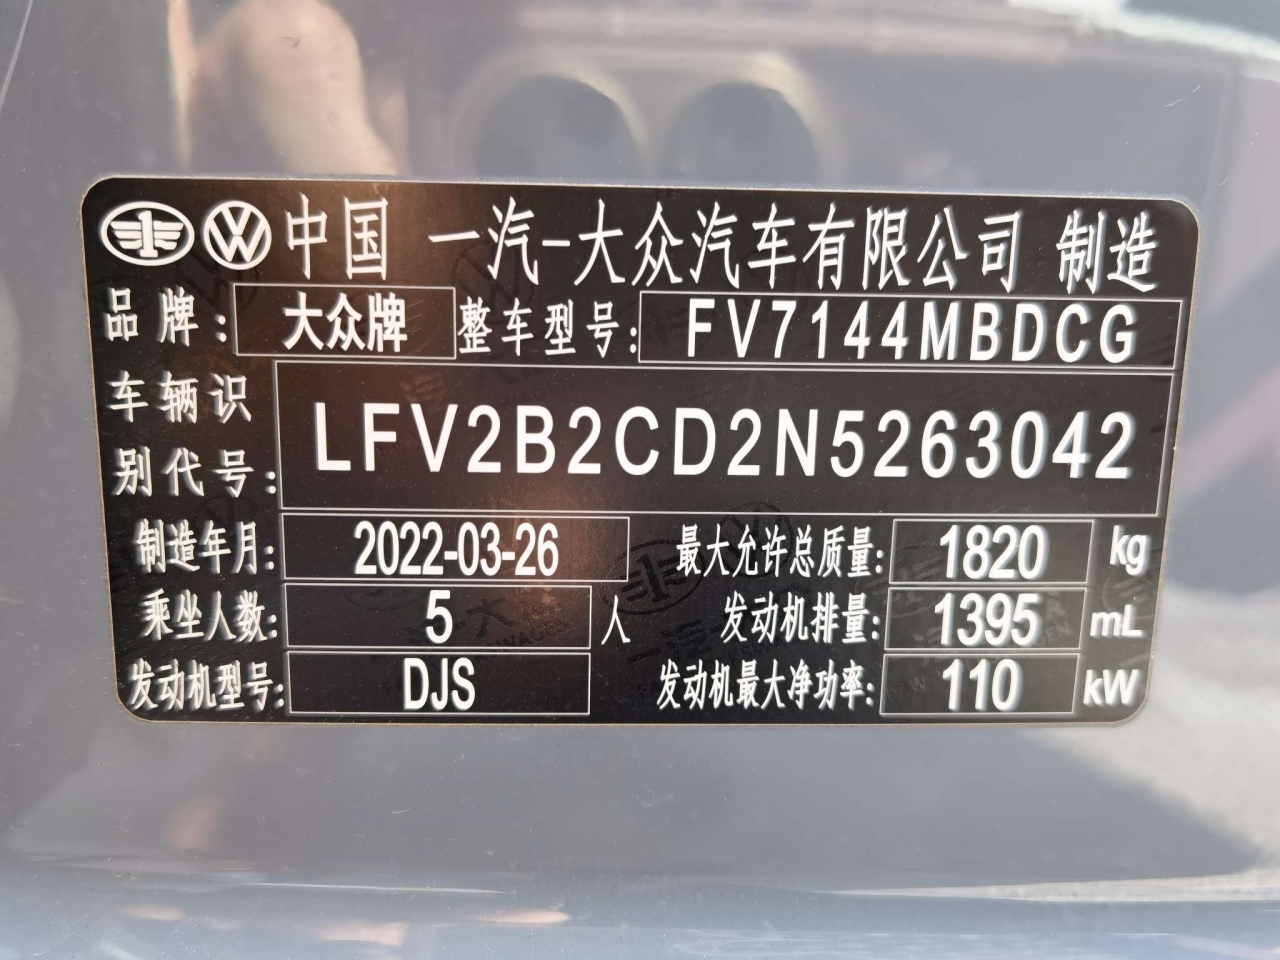 中国 一汽-大众汽车有限公司 制造
品牌: 大众牌 整车型号: FV7144MBDCG
车辆识别代号: LFV2B2CD2N5263042
制造年月: 2022-03-26 最大允许总质量: 1820 kg
乘坐人数: 5 人 发动机排量: 1395 mL
发动机型号: DJS 发动机最大净功率: 110 kW